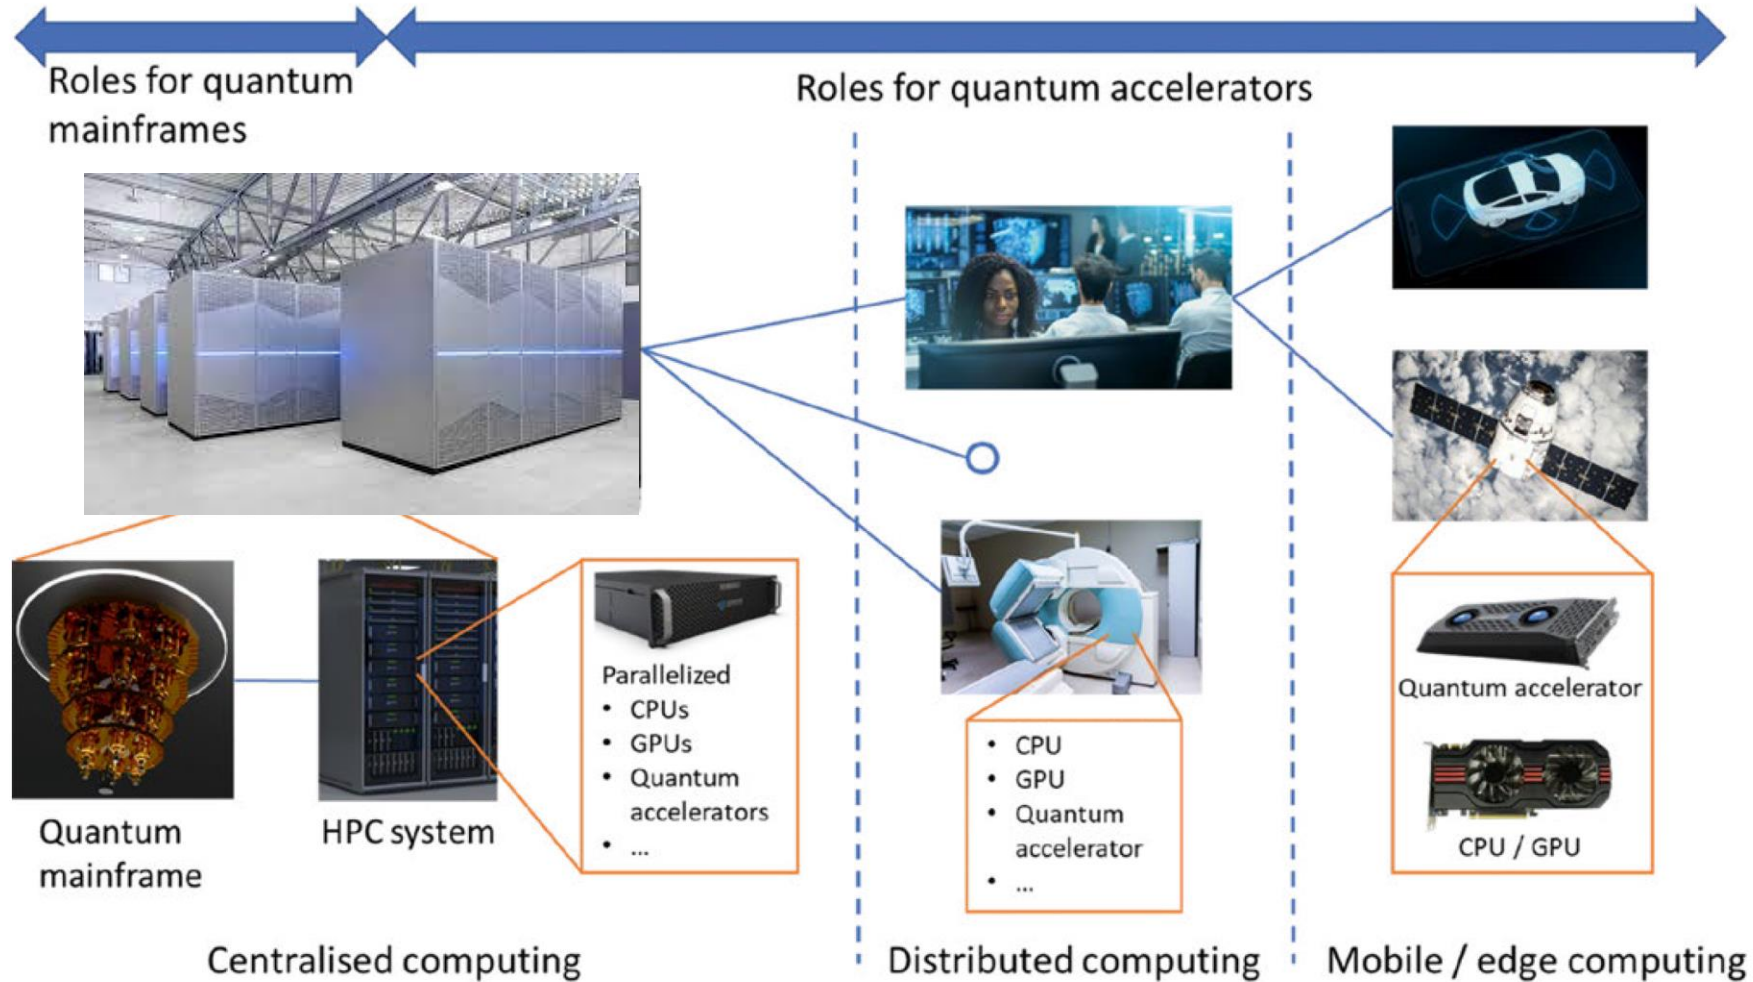 Roles for quantum
mainframes
Roles for quantum accelerators
Parallelized
• CPUs
• GPUs
• Quantum
accelerators
• ...
Quantum
mainframe
HPC system
• CPU
• GPU
• Quantum
accelerator
• ...
Quantum accelerator
CPU / GPU
Centralised computing
Distributed computing
Mobile / edge computing